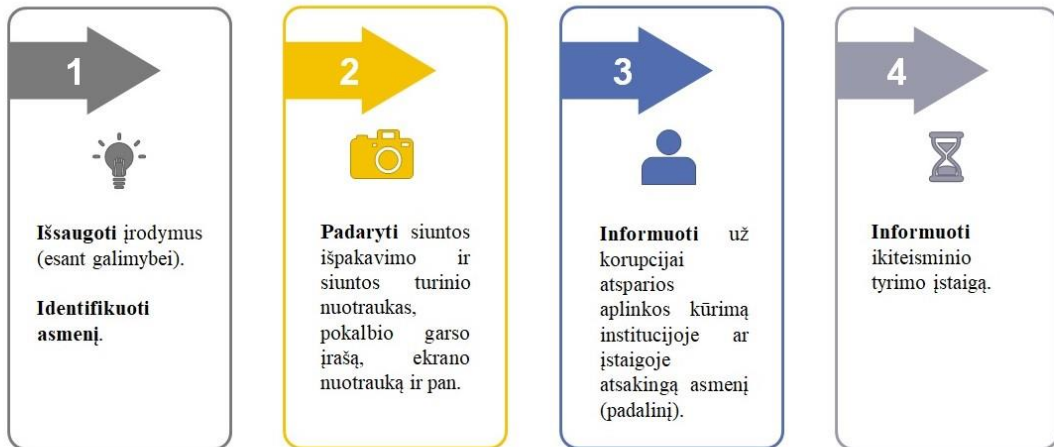 1
Išsaugoti įrodymus
(esant galimybei).
Identifikuoti
asmenį.
2
Padaryti siuntos
išpakavimo ir
siuntos turinio
nuotraukas,
pokalbio garso
įrašą, ekrano
nuotrauką ir pan.
3
Informuoti už
korupcijai
atsparios
aplinkos kūrimą
institucijoje ar
įstaigoje
atsakingą asmenį
(padalinį).
4
Informuoti
ikiteisminio
tyrimo įstaigą.